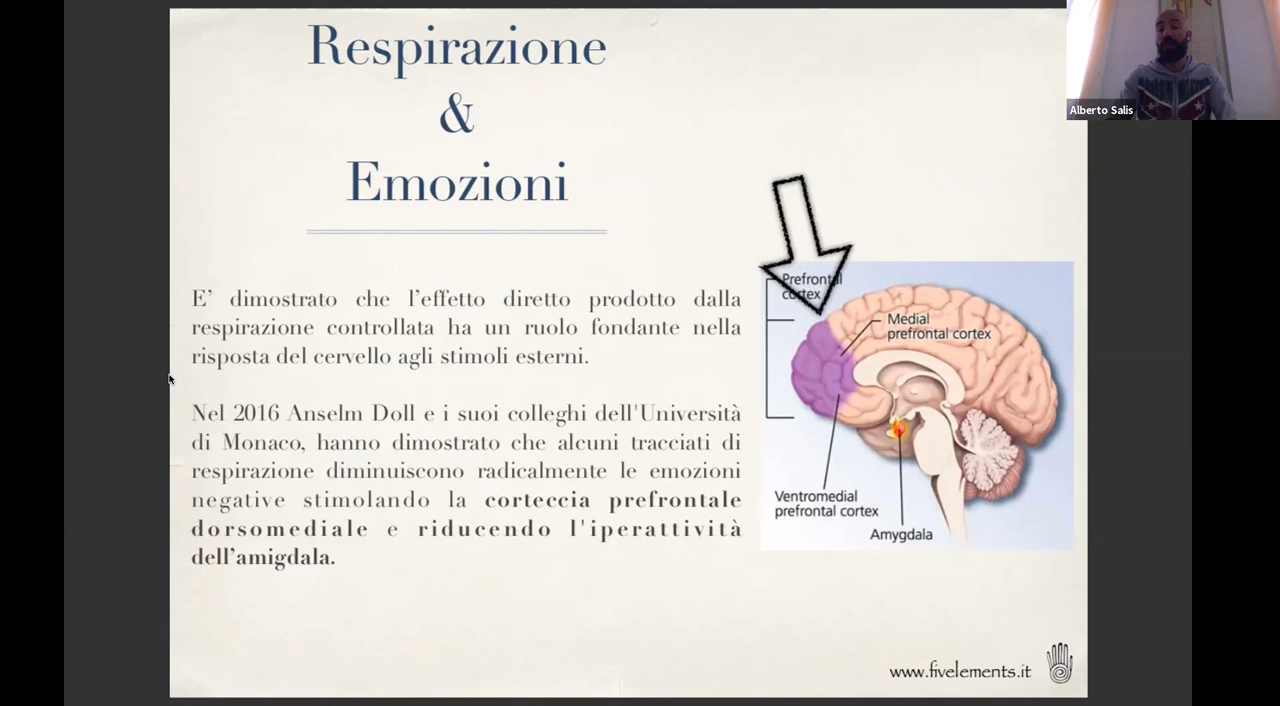 Respirazione
&
Emozioni
Alberto Salis
E' dimostrato che l'effetto diretto prodotto dalla
respirazione controllata ha un ruolo fondante nella
risposta del cervello agli stimoli esterni.
Nel 2016 Anselm Doll e i suoi colleghi dell'Università
di Monaco, hanno dimostrato che alcuni tracciati di
respirazione diminuiscono radicalmente le emozioni
negative stimolando la corteccia prefrontale
dorsomediale e riducendo l'iperattività
dell'amigdala.
Prefrontal
cortex
Medial
prefrontal cortex
Ventromedial
prefrontal cortex
Amygdala
www.fivelements.it